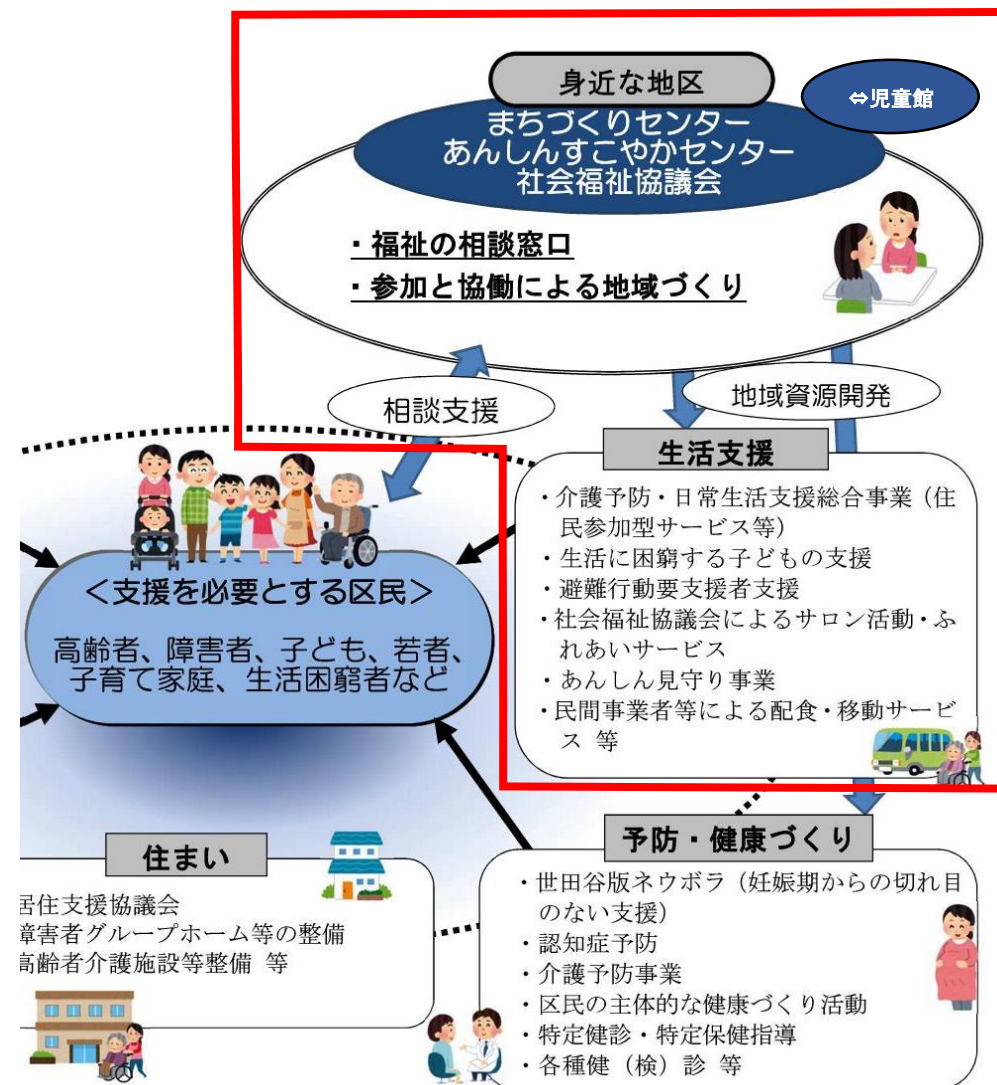 身近な地区
⇔児童館
まちづくりセンター
あんしんすこやかセンター
社会福祉協議会
・福祉の相談窓口
・参加と協働による地域づくり
相談支援
地域資源開発
生活支援
・介護予防・日常生活支援総合事業（住
民参加型サービス等）
・生活に困窮する子どもの支援
・避難行動要支援者支援
・社会福祉協議会によるサロン活動・ふ
れあいサービス
・あんしん見守り事業
・民間事業者等による配食・移動サービ
ス 等
＜支援を必要とする区民＞
高齢者、障害者、子ども、若者、
子育て家庭、生活困窮者など
住まい
居住支援協議会
障害者グループホーム等の整備
高齢者介護施設等整備 等
予防・健康づくり
・世田谷版ネウボラ（妊娠期からの切れ目
のない支援）
・認知症予防
・介護予防事業
・区民の主体的な健康づくり活動
・特定健診・特定保健指導
・各種健（検）診 等